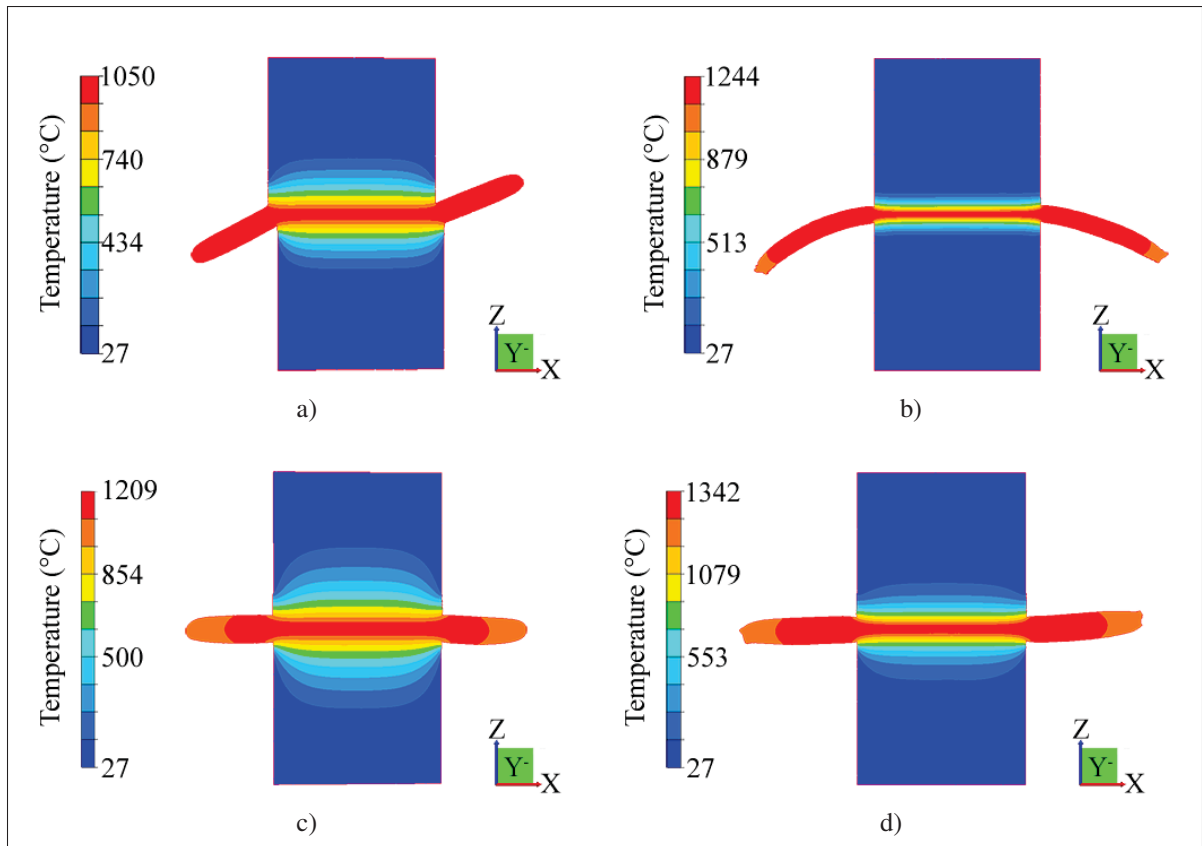 Temperature (°C)
1050
740
434
27
Z
Y-
X
a)
Temperature (°C)
1244
879
513
27
Z
Y-
X
b)
Temperature (°C)
1209
854
500
27
Z
Y-
X
c)
Temperature (°C)
1342
1079
553
27
Z
Y-
X
d)